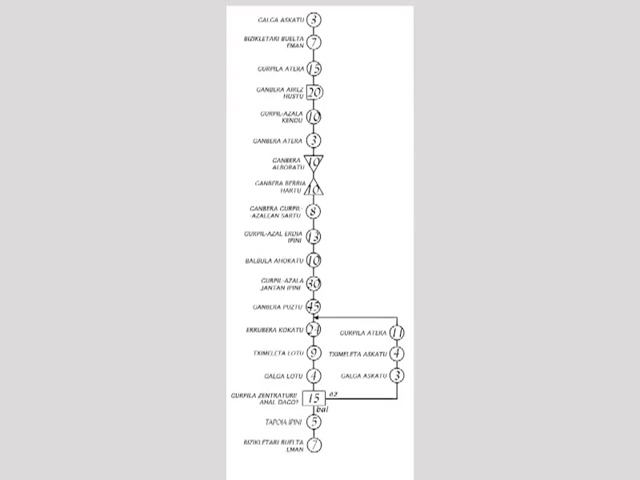 GALGA ASKATU 3
BIZIKLETARI BUELTA
EMAN 7
GURPILA ATERA 15
GANBERA AIREZ
HUSTU 20
GURPIL-AZALA
KENDU 10
GANBERA ATERA 3
GANBERA
ALBORATU 10
GANBERA BERRIA
HARTU 10
GANBERA GURPIL-
-AZALEAN SARTU 8
GURPIL-AZAL ERDIA
IPINI 13
BALBULA AHOKATU 10
GURPIL-AZALA
JANTAN IPINI 30
GANBERA PUZTU 45
ERRUBERA KOKATU 24
GURPILA ATERA 11
TXIMELETA LOTU 9
TXIMELETA ASKATU 4
GALGA LOTU 4
GALGA ASKATU 3
GURPILA ZENTRATURIK
AHAL DAGO? 15
ez
bai
TAPOIA IPINI 5
BIZIKLETARI BUELTA
EMAN 7